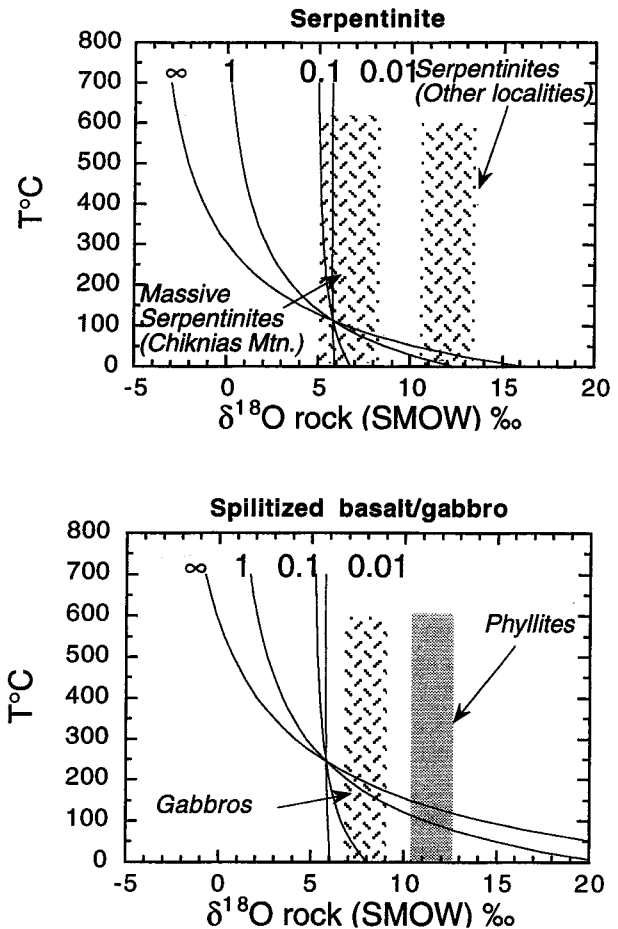 Serpentinite
800
700
600
500
400
300
200
100
0
T°C
∞ 1 0.1 0.01
Serpentinites
(Other localities)
Massive
Serpentinites
(Chiknias Mtn.)
-5 0 5 10 15 20
δ¹⁸O rock (SMOW) ‰
Spilitized basalt/gabbro
800
700
600
500
400
300
200
100
0
T°C
∞ 1 0.1 0.01
Phyllites
Gabbros
-5 0 5 10 15 20
δ¹⁸O rock (SMOW) ‰